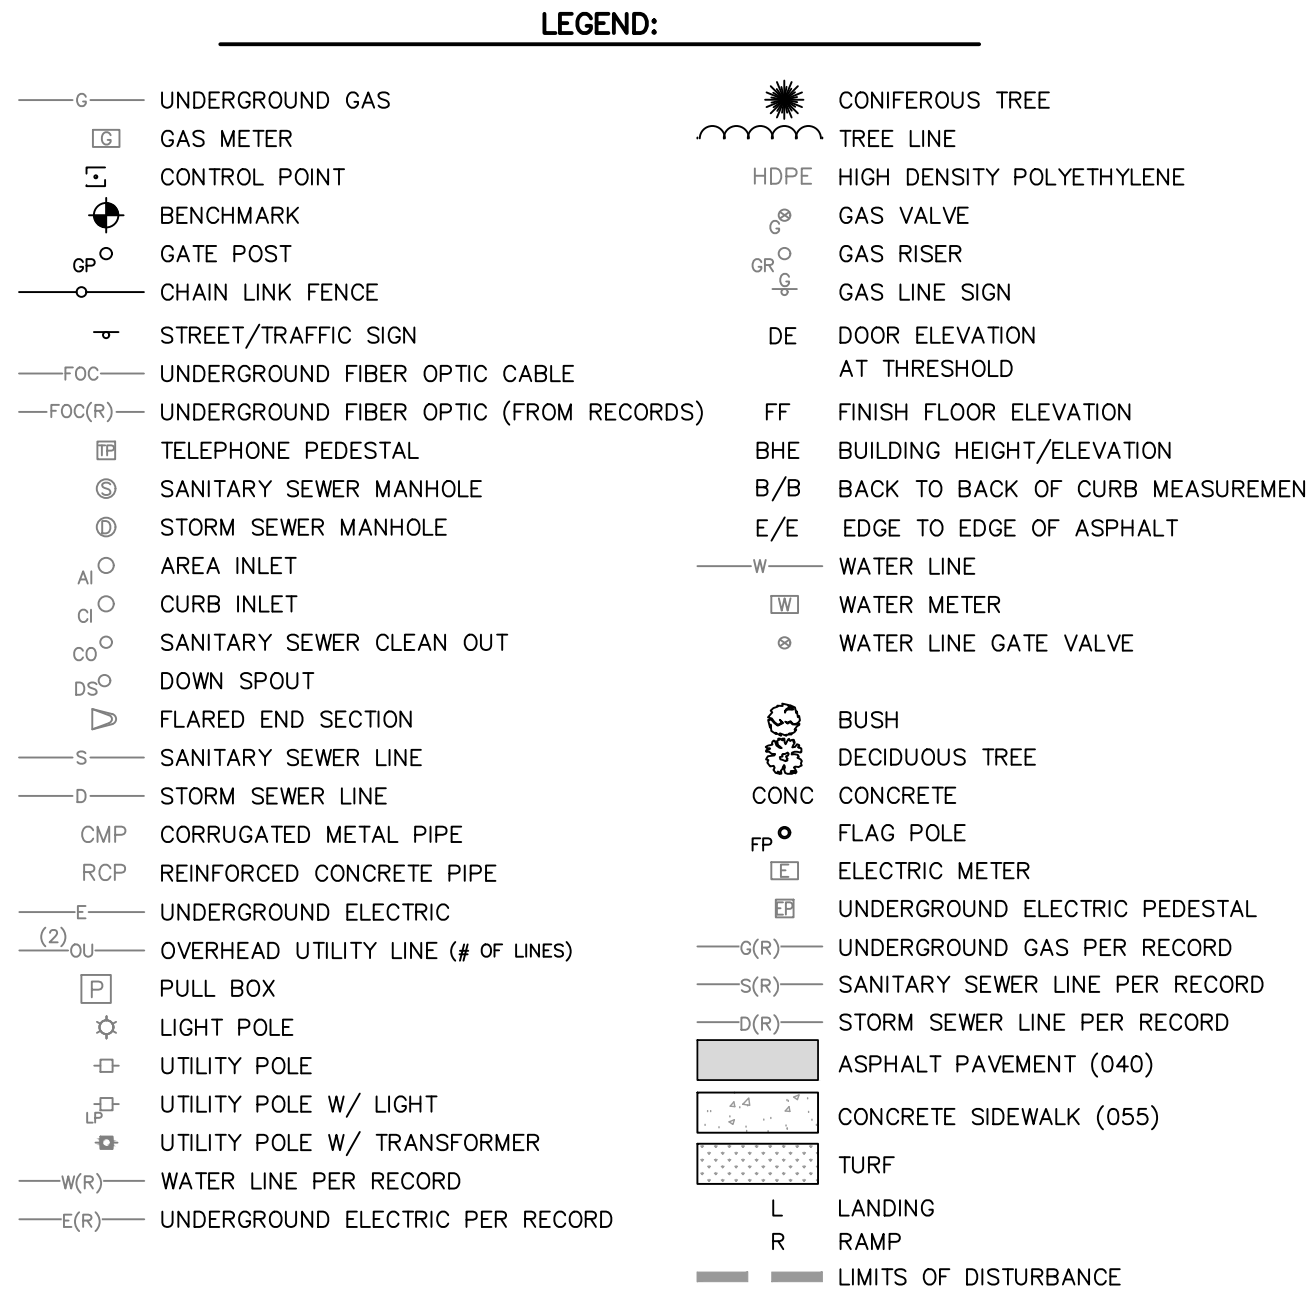 LEGEND:
G UNDERGROUND GAS
G GAS METER
CONTROL POINT
BENCHMARK
GP GATE POST
CHAIN LINK FENCE
STREET/TRAFFIC SIGN
FOC UNDERGROUND FIBER OPTIC CABLE
FOC(R) UNDERGROUND FIBER OPTIC (FROM RECORDS)
TP TELEPHONE PEDESTAL
S SANITARY SEWER MANHOLE
D STORM SEWER MANHOLE
AI AREA INLET
CI CURB INLET
CO SANITARY SEWER CLEAN OUT
DS DOWN SPOUT
FLARED END SECTION
S SANITARY SEWER LINE
D STORM SEWER LINE
CMP CORRUGATED METAL PIPE
RCP REINFORCED CONCRETE PIPE
E UNDERGROUND ELECTRIC
(2) OU OVERHEAD UTILITY LINE (# OF LINES)
P PULL BOX
LIGHT POLE
UTILITY POLE
LP UTILITY POLE W/ LIGHT
UTILITY POLE W/ TRANSFORMER
W(R) WATER LINE PER RECORD
E(R) UNDERGROUND ELECTRIC PER RECORD
CONIFEROUS TREE
TREE LINE
HDPE HIGH DENSITY POLYETHYLENE
G GAS VALVE
GR GAS RISER
G GAS LINE SIGN
DE DOOR ELEVATION
AT THRESHOLD
FF FINISH FLOOR ELEVATION
BHE BUILDING HEIGHT/ELEVATION
B/B BACK TO BACK OF CURB MEASUREMEN
E/E EDGE TO EDGE OF ASPHALT
W WATER LINE
W WATER METER
WATER LINE GATE VALVE
BUSH
DECIDUOUS TREE
CONC CONCRETE
FP FLAG POLE
E ELECTRIC METER
EP UNDERGROUND ELECTRIC PEDESTAL
G(R) UNDERGROUND GAS PER RECORD
S(R) SANITARY SEWER LINE PER RECORD
D(R) STORM SEWER LINE PER RECORD
ASPHALT PAVEMENT (040)
CONCRETE SIDEWALK (055)
TURF
L LANDING
R RAMP
LIMITS OF DISTURBANCE